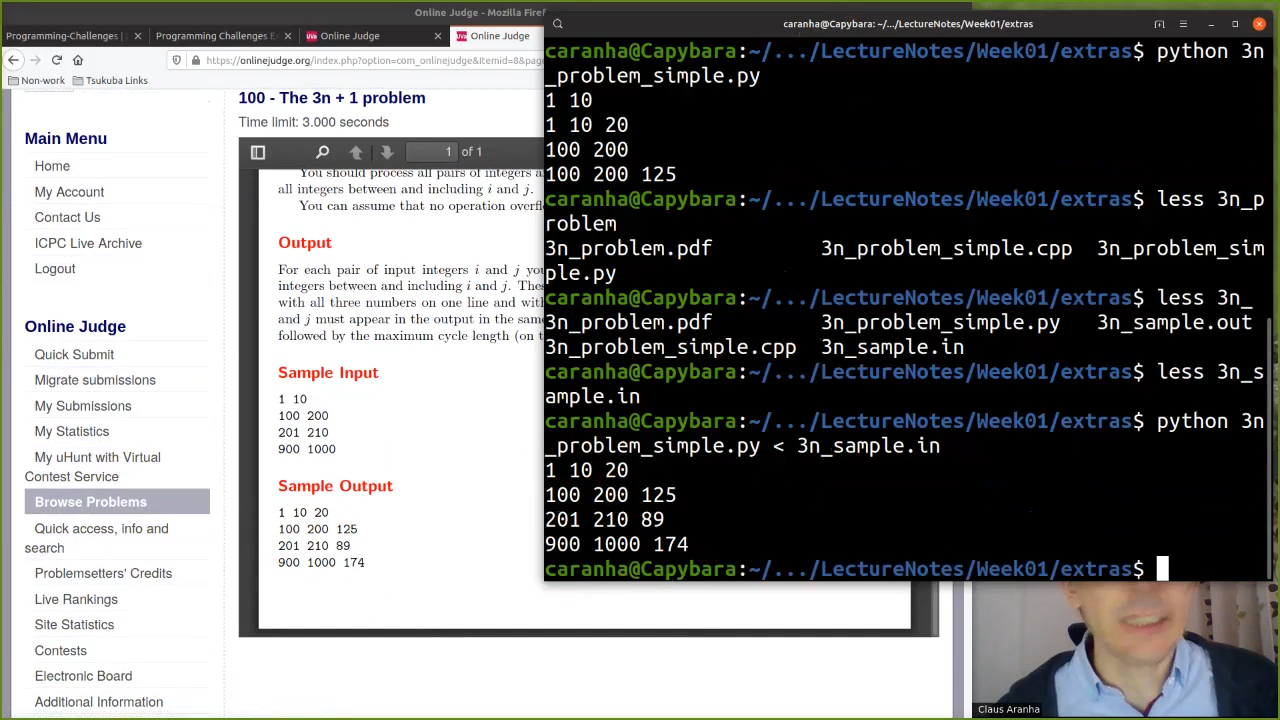 Online Judge - Mozilla Firef
Programming-Challenges |
Programming Challenges E
Online Judge
Online Judge
https://onlinejudge.org/index.php?option=com_onlinejudge&Itemid=8&page
Non-work
Tsukuba Links
Main Menu
Home
My Account
Contact Us
ICPC Live Archive
Logout
Online Judge
Quick Submit
Migrate submissions
My Submissions
My Statistics
My uHunt with Virtual
Contest Service
Browse Problems
Quick access, info and
search
Problemsetters' Credits
Live Rankings
Site Statistics
Contests
Electronic Board
Additional Information
100 - The 3n + 1 problem
Time limit: 3.000 seconds
1 of 1
You should process all pairs of integers a
all integers between and including i and j.
You can assume that no operation overfl
Output
For each pair of input integers i and j you
integers between and including i and j. Thes
with all three numbers on one line and with
and j must appear in the output in the same
followed by the maximum cycle length (on t
Sample Input
1 10
100 200
201 210
900 1000
Sample Output
1 10 20
100 200 125
201 210 89
900 1000 174
caranha@Capybara: ~/.../LectureNotes/Week01/extras
caranha@Capybara:~/.../LectureNotes/Week01/extras$ python 3n
_problem_simple.py
1 10
1 10 20
100 200
100 200 125
caranha@Capybara:~/.../LectureNotes/Week01/extras$ less 3n_p
roblem
3n_problem.pdf 3n_problem_simple.cpp 3n_problem_sim
ple.py
caranha@Capybara:~/.../LectureNotes/Week01/extras$ less 3n_
3n_problem.pdf 3n_problem_simple.py 3n_sample.out
3n_problem_simple.cpp 3n_sample.in
caranha@Capybara:~/.../LectureNotes/Week01/extras$ less 3n_s
ample.in
caranha@Capybara:~/.../LectureNotes/Week01/extras$ python 3n
_problem_simple.py < 3n_sample.in
1 10 20
100 200 125
201 210 89
900 1000 174
caranha@Capybara:~/.../LectureNotes/Week01/extras$
Claus Aranha